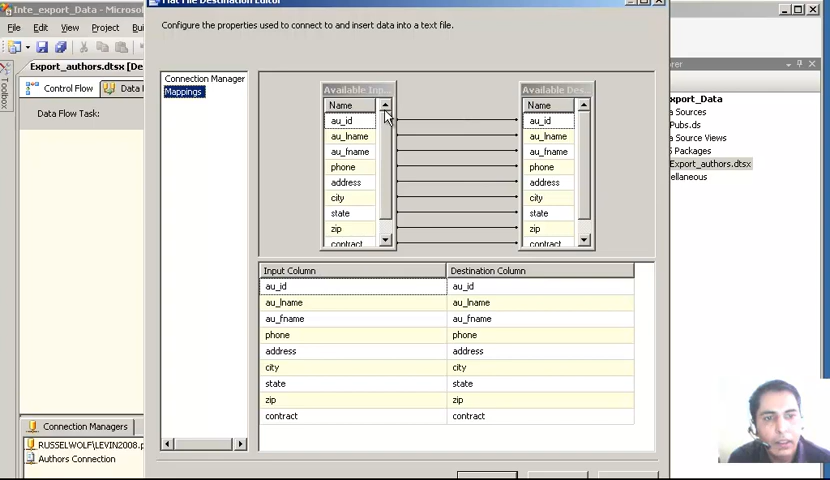 Inte_export_Data
Flat File Destination Editor
File Edit View Project Bui
Configure the properties used to connect to and insert data into a text file.
Export_authors.dtsx [De
Control Flow
Data
Data Flow Task:
Toolbox
Connection Manager
Mappings
Available Inp...
Name
au_id
au_lname
au_fname
phone
address
city
state
zip
contract
Available Des...
Name
au_id
au_lname
au_fname
phone
address
city
state
zip
contract
Input Column Destination Column
au_id au_id
au_lname au_lname
au_fname au_fname
phone phone
address address
city city
state state
zip zip
contract contract
Connection Managers
RUSSELWOLF\LEVIN2008.p
Authors Connection
orer
xport_Data
a Sources
Pubs.ds
a Source Views
S Packages
Export_authors.dtsx
ellaneous